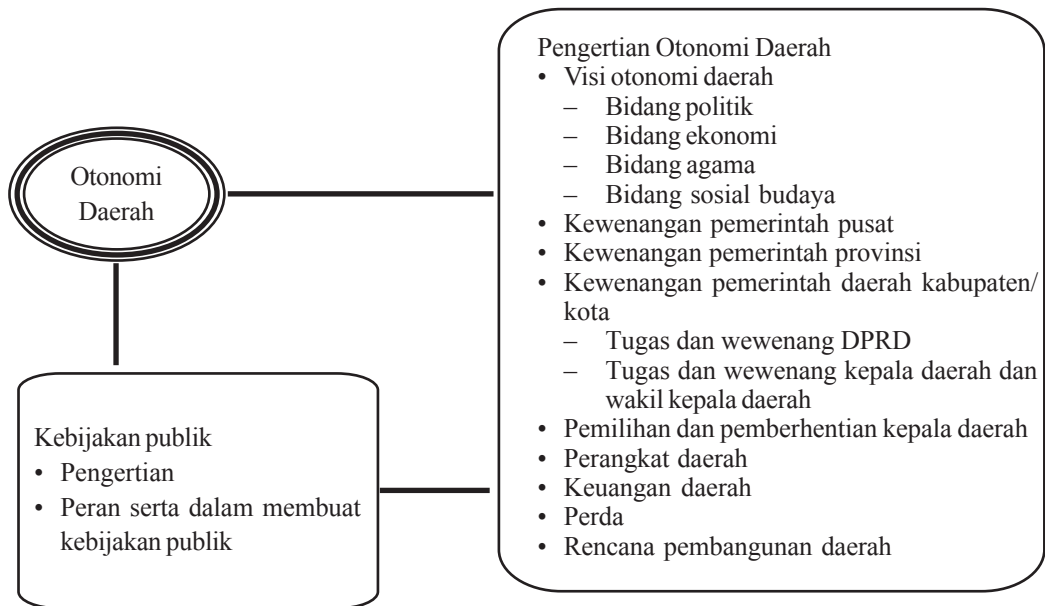 Otonomi
Daerah
Pengertian Otonomi Daerah
• Visi otonomi daerah
– Bidang politik
– Bidang ekonomi
– Bidang agama
– Bidang sosial budaya
• Kewenangan pemerintah pusat
• Kewenangan pemerintah provinsi
• Kewenangan pemerintah daerah kabupaten/
kota
– Tugas dan wewenang DPRD
– Tugas dan wewenang kepala daerah dan
wakil kepala daerah
• Pemilihan dan pemberhentian kepala daerah
• Perangkat daerah
• Keuangan daerah
• Perda
• Rencana pembangunan daerah
Kebijakan publik
• Pengertian
• Peran serta dalam membuat
kebijakan publik